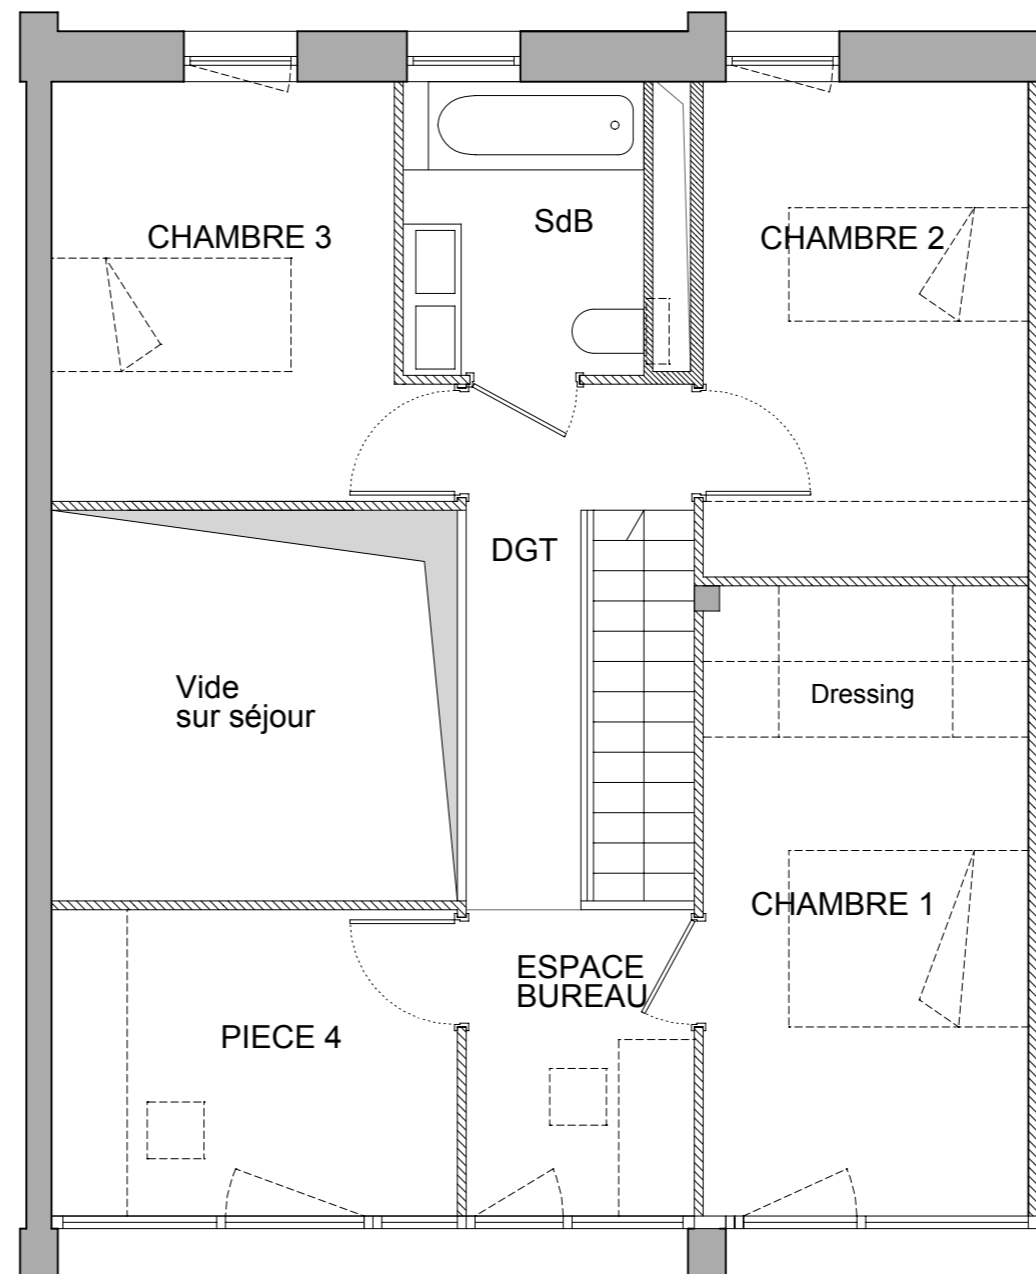 SdB
CHAMBRE 3
CHAMBRE 2
DGT
Vide
sur séjour
Dressing
CHAMBRE 1
ESPACE
BUREAU
PIECE 4